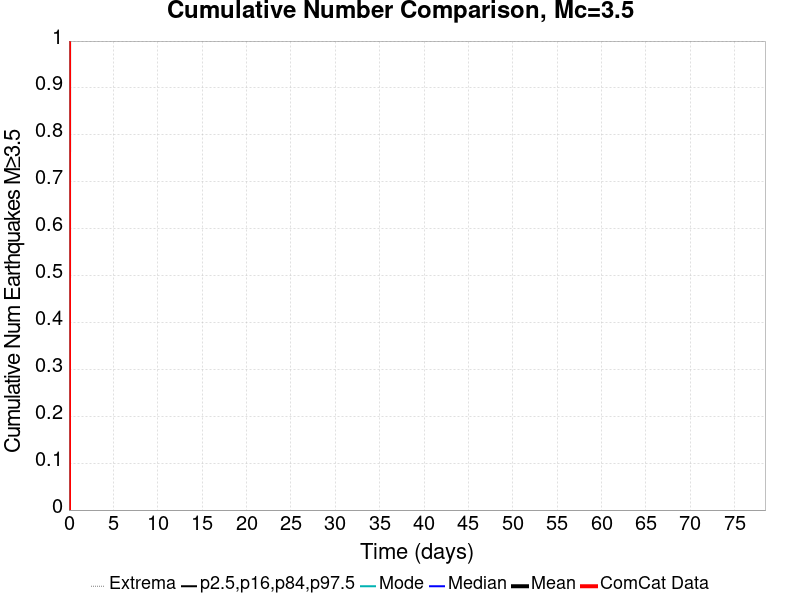 Cumulative Number Comparison, Mc=3.5
Cumulative Num Earthquakes M≥3.5
1
0.9
0.8
0.7
0.6
0.5
0.4
0.3
0.2
0.1
0
0 5 10 15 20 25 30 35 40 45 50 55 60 65 70 75
Time (days)
Extrema p2.5,p16,p84,p97.5 Mode Median Mean ComCat Data